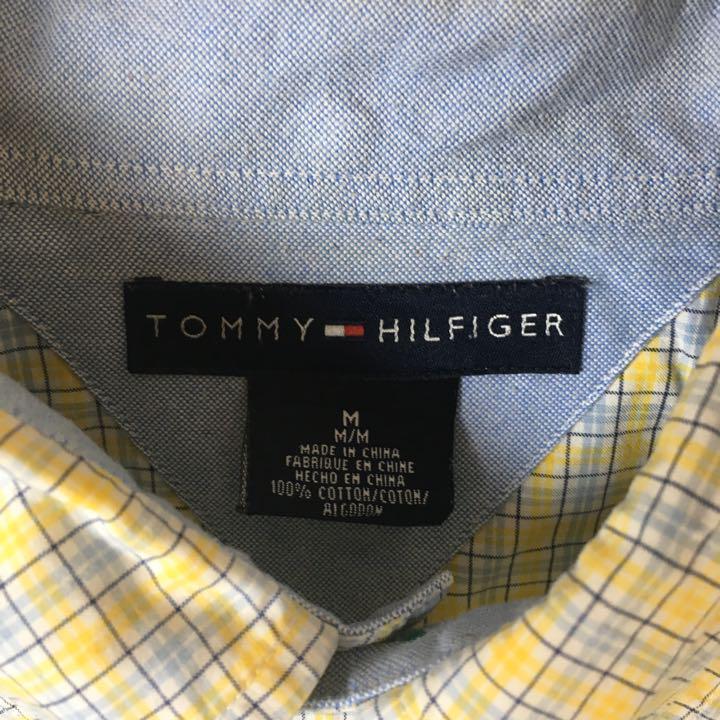 TOMMY HILFIGER
M
M/M
MADE IN CHINA
FABRIQUE EN CHINE
HECHO EN CHINA
100% COTTON/COTON/
ALGODON